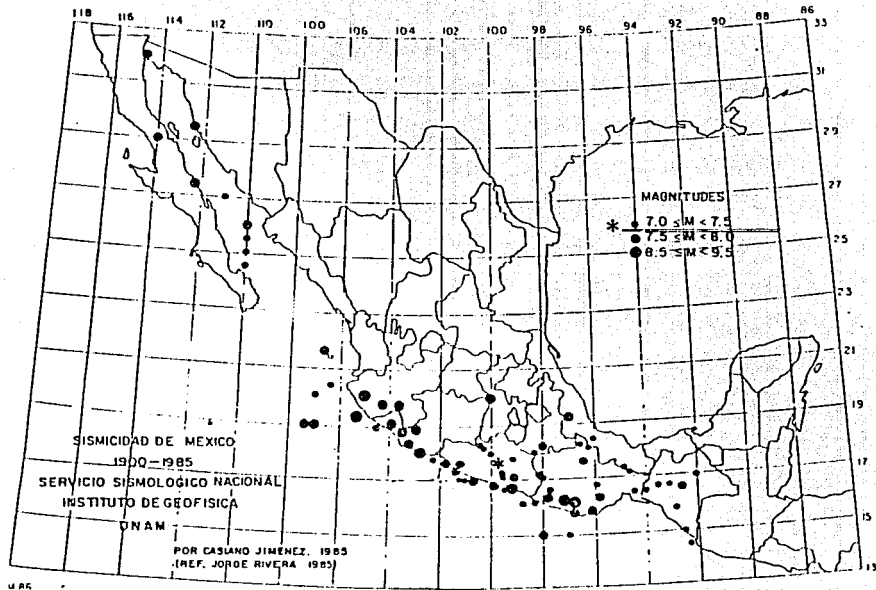 118 116 114 112 110 108 106 104 102 100 98 96 94 92 90 88 86
33
31
29
27
25
23
21
19
17
15
13
MAGNITUDES
* 7.0 ≤ M < 7.5
7.5 ≤ M < 8.0
8.5 ≤ M < 9.5
*
SISMICIDAD DE MEXICO
1900-1985
SERVICIO SISMOLOGICO NACIONAL
INSTITUTO DE GEOFISICA
UNAM
POR CASIANO JIMENEZ, 1985
(REF. JORGE RIVERA 1985)